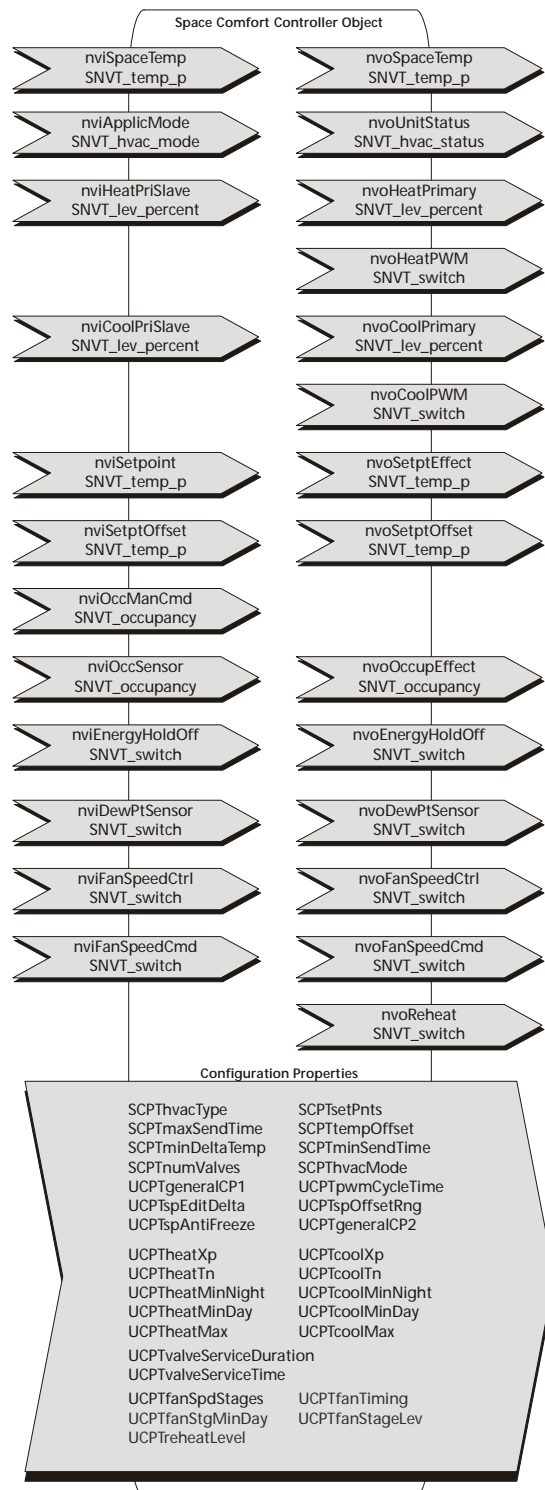 Space Comfort Controller Object
nviSpaceTemp
SNVT_temp_p
nvoSpaceTemp
SNVT_temp_p
nviApplicMode
SNVT_hvac_mode
nvoUnitStatus
SNVT_hvac_status
nviHeatPriSlave
SNVT_lev_percent
nvoHeatPrimary
SNVT_lev_percent
nvoHeatPWM
SNVT_switch
nviCoolPriSlave
SNVT_lev_percent
nvoCoolPrimary
SNVT_lev_percent
nvoCoolPWM
SNVT_switch
nviSetpoint
SNVT_temp_p
nvoSetptEffect
SNVT_temp_p
nviSetptOffset
SNVT_temp_p
nvoSetptOffset
SNVT_temp_p
nviOccManCmd
SNVT_occupancy
nviOccSensor
SNVT_occupancy
nvoOccupEffect
SNVT_occupancy
nviEnergyHoldOff
SNVT_switch
nvoEnergyHoldOff
SNVT_switch
nviDewPtSensor
SNVT_switch
nvoDewPtSensor
SNVT_switch
nviFanSpeedCtrl
SNVT_switch
nvoFanSpeedCtrl
SNVT_switch
nviFanSpeedCmd
SNVT_switch
nvoFanSpeedCmd
SNVT_switch
nvoReheat
SNVT_switch
Configuration Properties
SCPThvacType SCPTsetPnts
SCPTmaxSendTime SCPTtempOffset
SCPTminDeltaTemp SCPTminSendTime
SCPTnumValves SCPThvacMode
UCPTgeneralCP1 UCPTpwmCycleTime
UCPTspEditDelta UCPTspOffsetRng
UCPTspAntiFreeze UCPTgeneralCP2
UCPTheatXp UCPTcoolXp
UCPTheatTn UCPTcoolTn
UCPTheatMinNight UCPTcoolMinNight
UCPTheatMinDay UCPTcoolMinDay
UCPTheatMax UCPTcoolMax
UCPTvalveServiceDuration
UCPTvalveServiceTime
UCPTfanSpdStages UCPTfanTiming
UCPTfanStgMinDay UCPTfanStageLev
UCPTreheatLevel